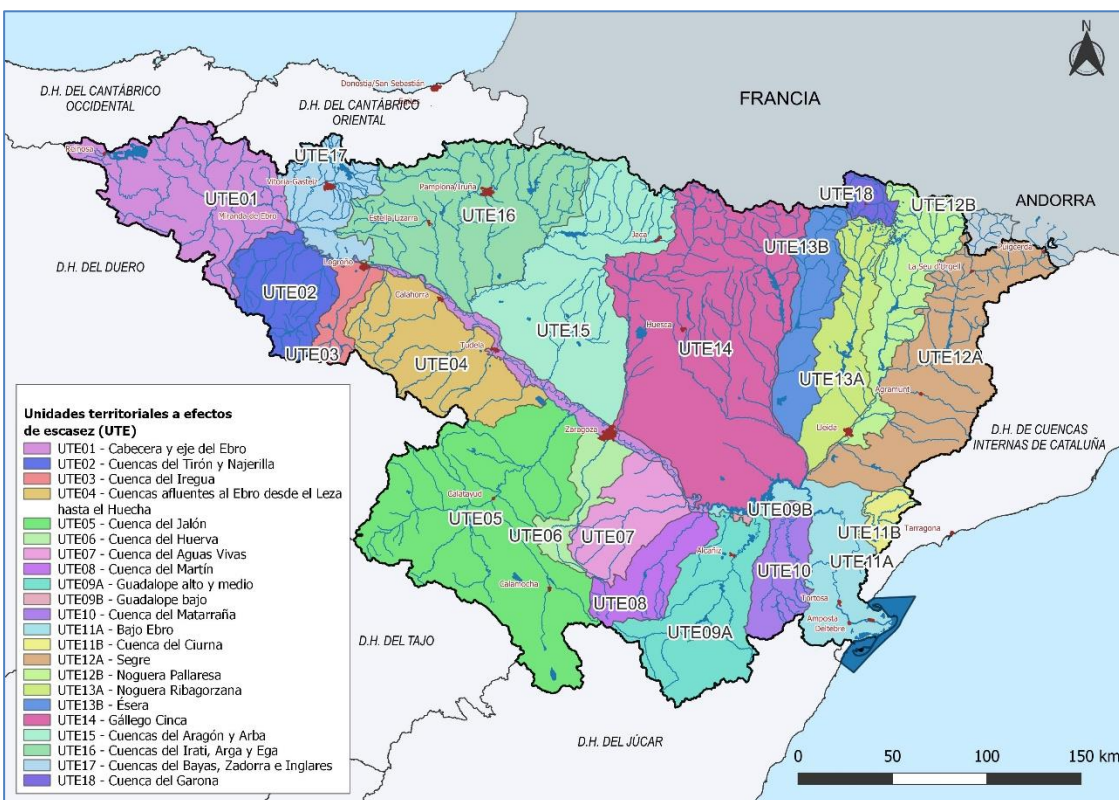 N
D.H. DEL CANTÁBRICO
OCCIDENTAL
Donostia/San Sebastián
D.H. DEL CANTÁBRICO
ORIENTAL
FRANCIA
Reinosa
UTE17
Vitoria-Gasteiz
UTE01
Miranda de Ebro
Pamplona/Iruña
UTE16
Estella-Lizarra
UTE18
UTE12B
ANDORRA
Jaca
UTE13B
Puigcerdà
La Seu d'Urgell
D.H. DEL DUERO
Logroño
UTE02
Calahorra
UTE03
UTE04
Tudela
UTE15
Huesca
UTE14
UTE13A
UTE12A
Agramunt
Lleida
D.H. DE CUENCAS
INTERNAS DE CATALUÑA
Zaragoza
Calatayud
UTE05
UTE06
UTE07
UTE09B
UTE11B
Tarragona
Alcañiz
UTE10
UTE11A
Calamocha
UTE08
UTE09A
Tortosa
Amposta
Deltebre
D.H. DEL TAJO
D.H. DEL JÚCAR
Unidades territoriales a efectos
de escasez (UTE)
UTE01 - Cabecera y eje del Ebro
UTE02 - Cuencas del Tirón y Najerilla
UTE03 - Cuenca del Iregua
UTE04 - Cuencas afluentes al Ebro desde el Leza
hasta el Huecha
UTE05 - Cuenca del Jalón
UTE06 - Cuenca del Huerva
UTE07 - Cuenca del Aguas Vivas
UTE08 - Cuenca del Martín
UTE09A - Guadalope alto y medio
UTE09B - Guadalope bajo
UTE10 - Cuenca del Matarraña
UTE11A - Bajo Ebro
UTE11B - Cuenca del Ciurna
UTE12A - Segre
UTE12B - Noguera Pallaresa
UTE13A - Noguera Ribagorzana
UTE13B - Ésera
UTE14 - Gállego Cinca
UTE15 - Cuencas del Aragón y Arba
UTE16 - Cuencas del Irati, Arga y Ega
UTE17 - Cuencas del Bayas, Zadorra e Inglares
UTE18 - Cuenca del Garona
0 50 100 150 km